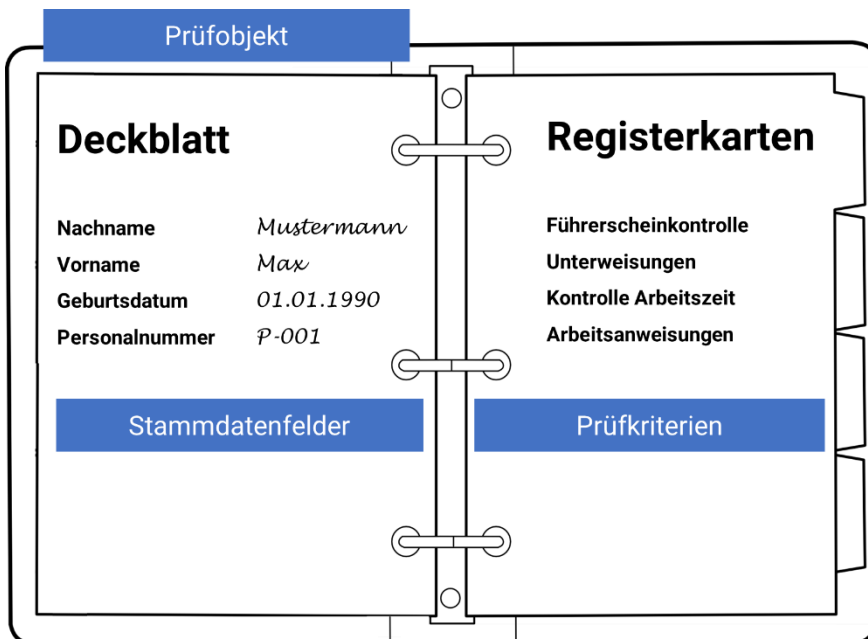 Prüfobjekt
Deckblatt
Nachname Mustermann
Vorname Max
Geburtsdatum 01.01.1990
Personalnummer P-001
Stammdatenfelder
Registerkarten
Führerscheinkontrolle
Unterweisungen
Kontrolle Arbeitszeit
Arbeitsanweisungen
Prüfkriterien